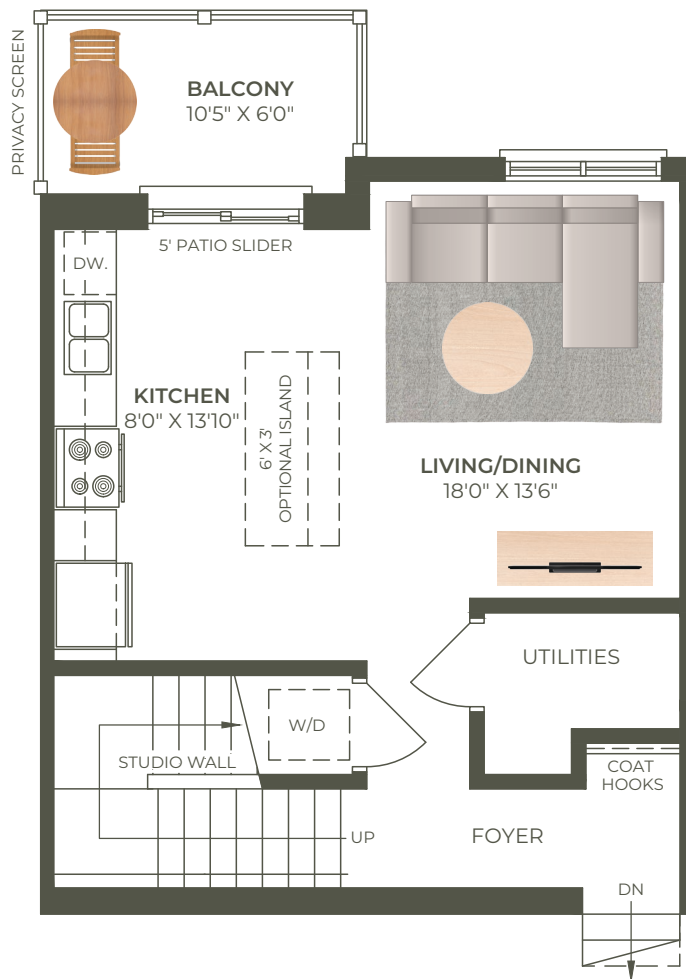 PRIVACY SCREEN
BALCONY
10'5" X 6'0"
5' PATIO SLIDER
DW.
KITCHEN
8'0" X 13'10"
6' X 3'
OPTIONAL ISLAND
LIVING/DINING
18'0" X 13'6"
UTILITIES
W/D
STUDIO WALL
COAT
HOOKS
UP
FOYER
DN